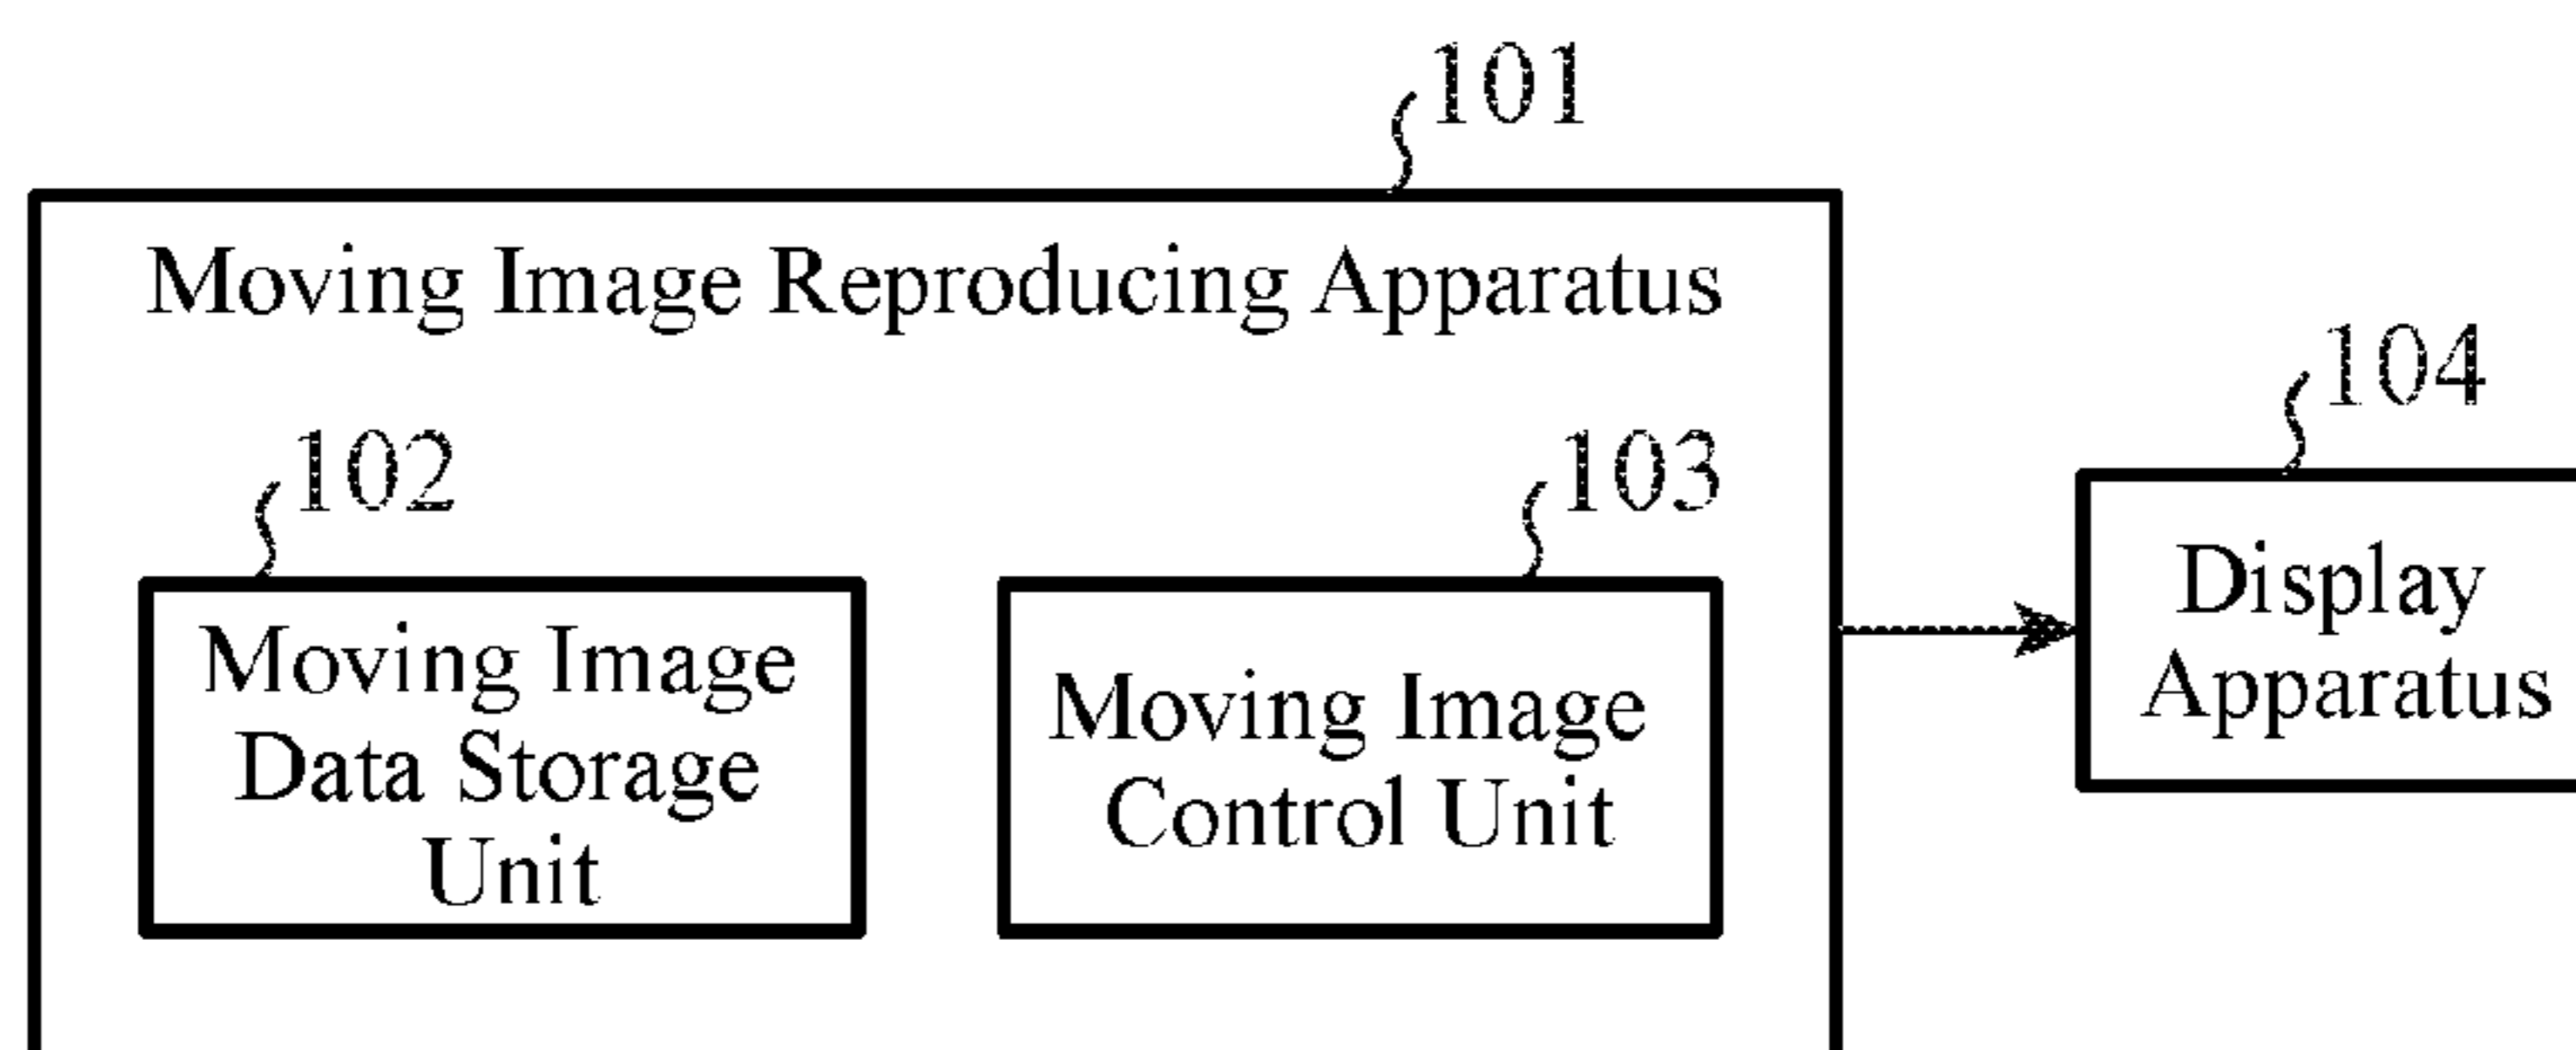 101
Moving Image Reproducing Apparatus
102
103
104
Moving Image
Data Storage
Unit
Moving Image
Control Unit
Display
Apparatus